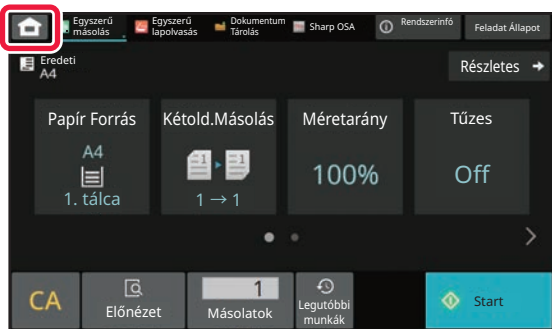 Egyszerű
másolás
Egyszerű
lapolvasás
Dokumentum
Tárolás
Sharp OSA
Rendszerinfó
Feladat Állapot
Eredeti
A4
Részletes
Papír Forrás
A4
1. tálca
Kétold.Másolás
1 → 1
Méretarány
100%
Tűzes
Off
CA
Előnézet
1
Másolatok
Legutóbbi
munkák
Start